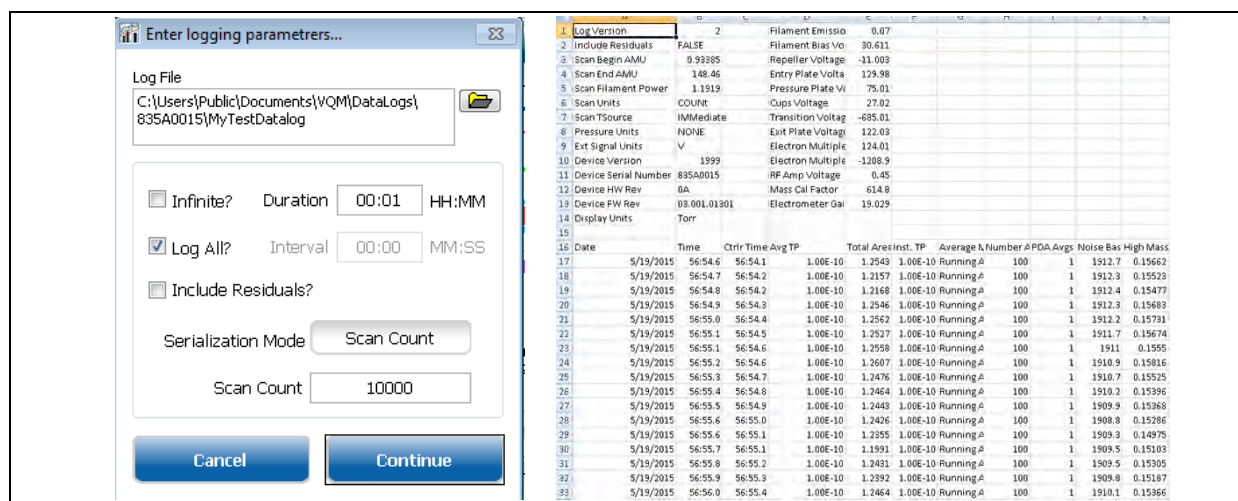 Enter logging parametrers...
Log File
C:\Users\Public\Documents\VQM\DataLogs\
835A0015\MyTestDatalog
Infinite? Duration 00:01 HH:MM
Log All? Interval 00:00 MM:SS
Include Residuals?
Serialization Mode Scan Count
Scan Count 10000
Cancel Continue
1 Log Version 2 Filament Emissio 0.07
2 Include Residuals FALSE Filament Bias Vo 30.611
3 Scan Begin AMU 0.93385 Repeller Voltage -11.003
4 Scan End AMU 148.46 Entry Plate Volta 129.98
5 Scan Filament Power 1.1919 Pressure Plate V 75.01
6 Scan Units COUNT Cups Voltage 27.02
7 Scan TSource IMMediate Transition Voltag -685.01
8 Pressure Units NONE Exit Plate Voltag 122.03
9 Ext Signal Units V Electron Multiple 124.01
10 Device Version 1999 Electron Multiple -1208.9
11 Device Serial Number 835A0015 RF Amp Voltage 0.45
12 Device HW Rev 0A Mass Cal Factor 614.8
13 Device FW Rev 03.001.01301 Electrometer Gai 19.029
14 Display Units Torr
15
16 Date Time Ctrlr Time Avg TP Total Ares Inst. TP Average Number A PDA Avgs Noise Bas High Mass
17 5/19/2015 56:54.6 56:54.1 1.00E-10 1.2543 1.00E-10 Running A 100 1 1912.7 0.15662
18 5/19/2015 56:54.7 56:54.2 1.00E-10 1.2157 1.00E-10 Running A 100 1 1912.3 0.15523
19 5/19/2015 56:54.8 56:54.2 1.00E-10 1.2168 1.00E-10 Running A 100 1 1912.4 0.15477
20 5/19/2015 56:54.9 56:54.3 1.00E-10 1.2546 1.00E-10 Running A 100 1 1912.3 0.15683
21 5/19/2015 56:55.0 56:54.4 1.00E-10 1.2562 1.00E-10 Running A 100 1 1912.2 0.15731
22 5/19/2015 56:55.1 56:54.5 1.00E-10 1.2527 1.00E-10 Running A 100 1 1911.7 0.15674
23 5/19/2015 56:55.1 56:54.6 1.00E-10 1.2558 1.00E-10 Running A 100 1 1911 0.1555
24 5/19/2015 56:55.2 56:54.6 1.00E-10 1.2607 1.00E-10 Running A 100 1 1910.9 0.15816
25 5/19/2015 56:55.3 56:54.7 1.00E-10 1.2476 1.00E-10 Running A 100 1 1910.7 0.15525
26 5/19/2015 56:55.4 56:54.8 1.00E-10 1.2464 1.00E-10 Running A 100 1 1910.2 0.15396
27 5/19/2015 56:55.5 56:54.9 1.00E-10 1.2443 1.00E-10 Running A 100 1 1909.9 0.15368
28 5/19/2015 56:55.6 56:55.0 1.00E-10 1.2426 1.00E-10 Running A 100 1 1908.8 0.15286
29 5/19/2015 56:55.6 56:55.1 1.00E-10 1.2355 1.00E-10 Running A 100 1 1909.3 0.14975
30 5/19/2015 56:55.7 56:55.1 1.00E-10 1.1991 1.00E-10 Running A 100 1 1909.5 0.15103
31 5/19/2015 56:55.8 56:55.2 1.00E-10 1.2431 1.00E-10 Running A 100 1 1909.5 0.15305
32 5/19/2015 56:55.9 56:55.3 1.00E-10 1.2392 1.00E-10 Running A 100 1 1909.8 0.15187
33 5/19/2015 56:56.0 56:55.4 1.00E-10 1.2464 1.00E-10 Running A 100 1 1910.1 0.15366